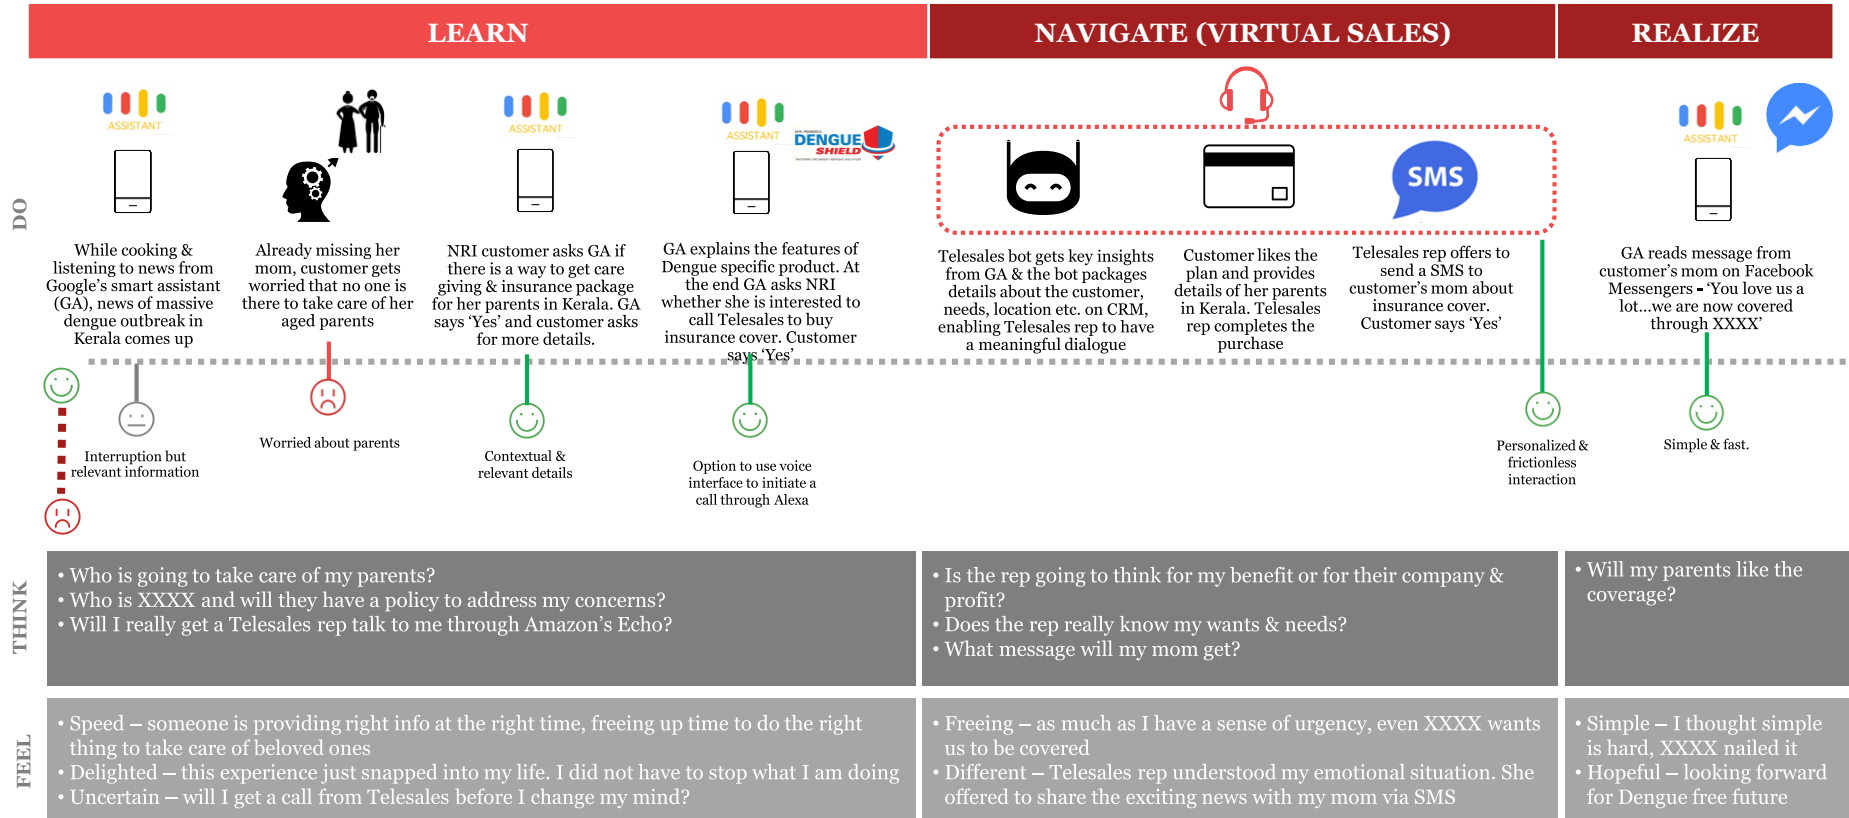 LEARN
NAVIGATE (VIRTUAL SALES)
REALIZE
DO
ASSISTANT
ASSISTANT
ASSISTANT
DENGUE
SHIELD
SMS
ASSISTANT
While cooking &
listening to news from
Google's smart assistant
(GA), news of massive
dengue outbreak in
Kerala comes up
Already missing her
mom, customer gets
worried that no one is
there to take care of her
aged parents
NRI customer asks GA if
there is a way to get care
giving & insurance package
for her parents in Kerala. GA
says 'Yes' and customer asks
for more details.
GA explains the features of
Dengue specific product. At
the end GA asks NRI
whether she is interested to
call Telesales to buy
insurance cover. Customer
says 'Yes'
Telesales bot gets key insights
from GA & the bot packages
details about the customer,
needs, location etc. on CRM,
enabling Telesales rep to have
a meaningful dialogue
Customer likes the
plan and provides
details of her parents
in Kerala. Telesales
rep completes the
purchase
Telesales rep offers to
send a SMS to
customer's mom about
insurance cover.
Customer says 'Yes'
GA reads message from
customer's mom on Facebook
Messengers - 'You love us a
lot...we are now covered
through XXXX'
Interruption but
relevant information
Worried about parents
Contextual &
relevant details
Option to use voice
interface to initiate a
call through Alexa
Personalized &
frictionless
interaction
Simple & fast.
THINK
• Who is going to take care of my parents?
• Who is XXXX and will they have a policy to address my concerns?
• Will I really get a Telesales rep talk to me through Amazon's Echo?
• Is the rep going to think for my benefit or for their company &
profit?
• Does the rep really know my wants & needs?
• What message will my mom get?
• Will my parents like the
coverage?
FEEL
• Speed – someone is providing right info at the right time, freeing up time to do the right
thing to take care of beloved ones
• Delighted – this experience just snapped into my life. I did not have to stop what I am doing
• Uncertain – will I get a call from Telesales before I change my mind?
• Freeing – as much as I have a sense of urgency, even XXXX wants
us to be covered
• Different – Telesales rep understood my emotional situation. She
offered to share the exciting news with my mom via SMS
• Simple – I thought simple
is hard, XXXX nailed it
• Hopeful – looking forward
for Dengue free future